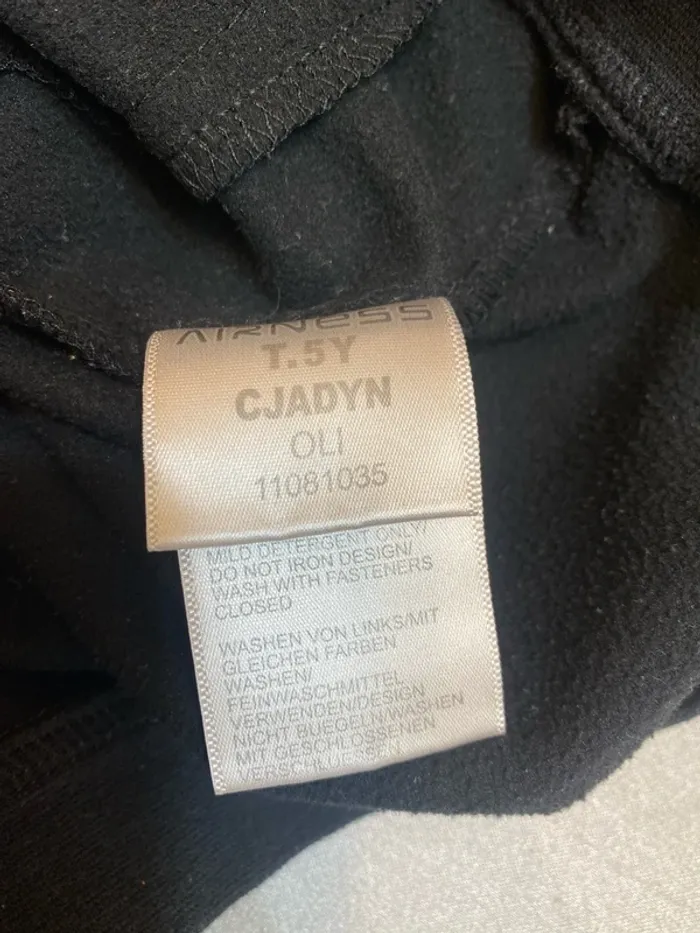 AIRNESS
T.5Y
CJADYN
OLI
11081035
MILD DETERGENT ONLY/
DO NOT IRON DESIGN/
WASH WITH FASTENERS
CLOSED
WASHEN VON LINKS/MIT
GLEICHEN FARBEN
WASHEN/
FEINWASCHMITTEL
VERWENDEN/DESIGN
NICHT BUEGELN/WASHEN
MIT GESCHLOSSENEN
VERSCHLUESSEN